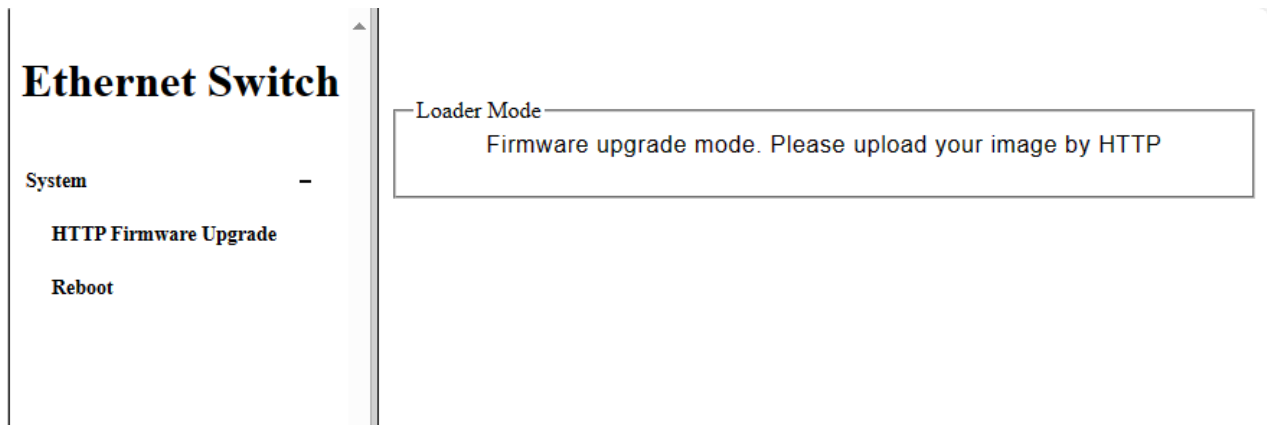 Ethernet Switch
System
HTTP Firmware Upgrade
Reboot
Loader Mode
Firmware upgrade mode. Please upload your image by HTTP